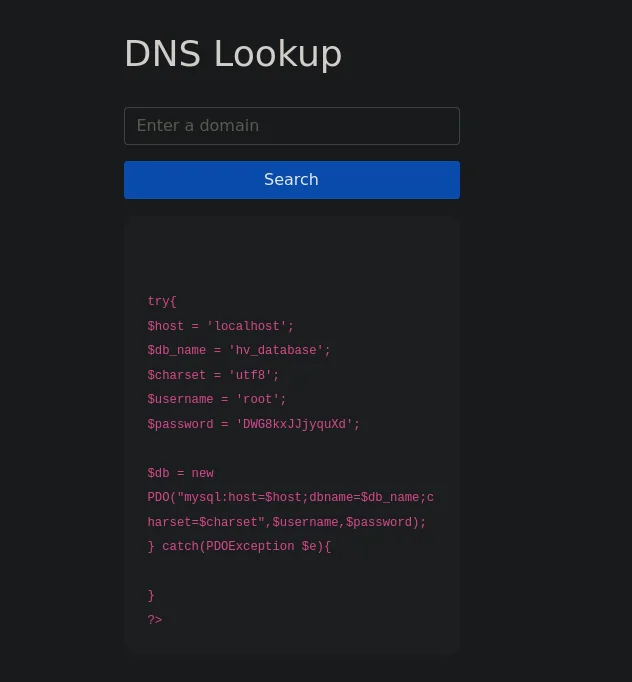 DNS Lookup
Enter a domain
Search
try{
$host = 'localhost';
$db_name = 'hv_database';
$charset = 'utf8';
$username = 'root';
$password = 'DWG8kxJJjyquXd';
$db = new
PDO("mysql:host=$host;dbname=$db_name;c
harset=$charset",$username,$password);
} catch(PDOException $e){
}
?>